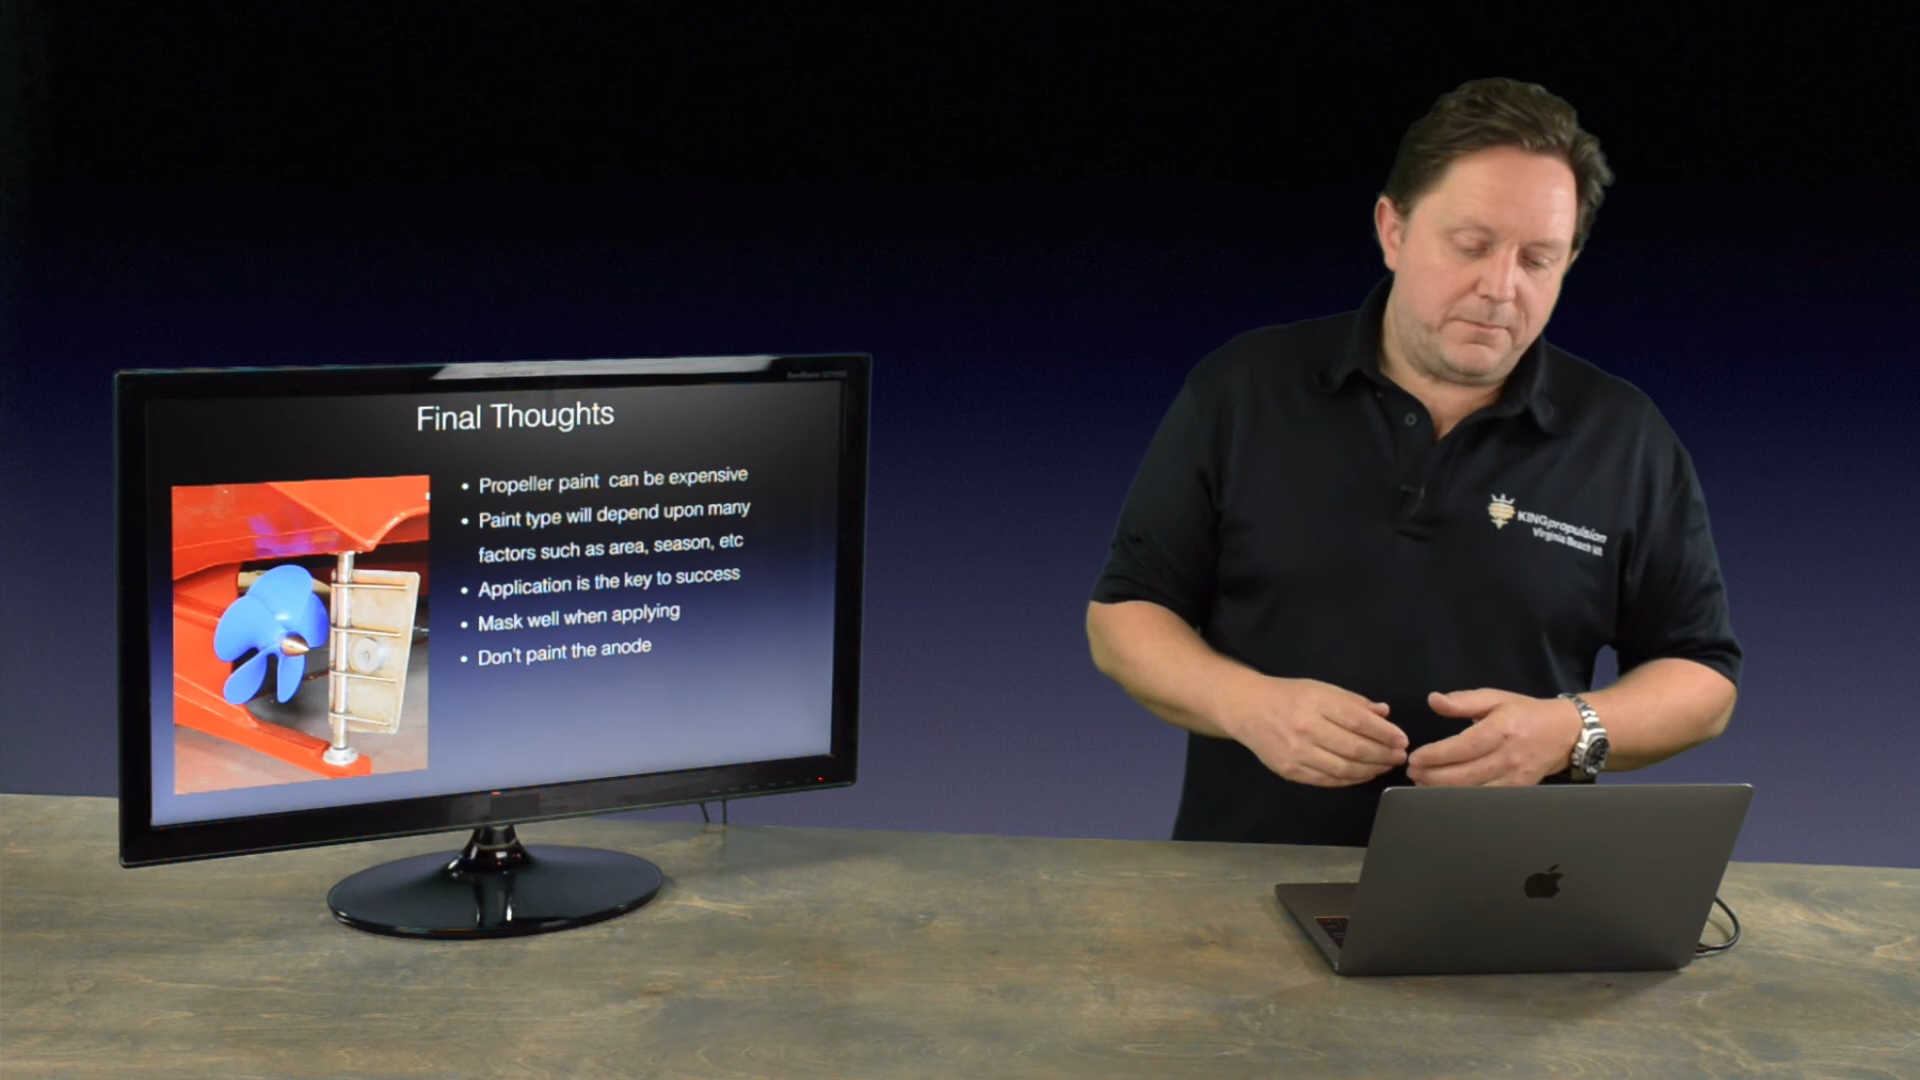 Final Thoughts
• Propeller paint can be expensive
• Paint type will depend upon many
factors such as area, season, etc
• Application is the key to success
• Mask well when applying
• Don't paint the anode
KINGpropulsion
Virginia Beach VA